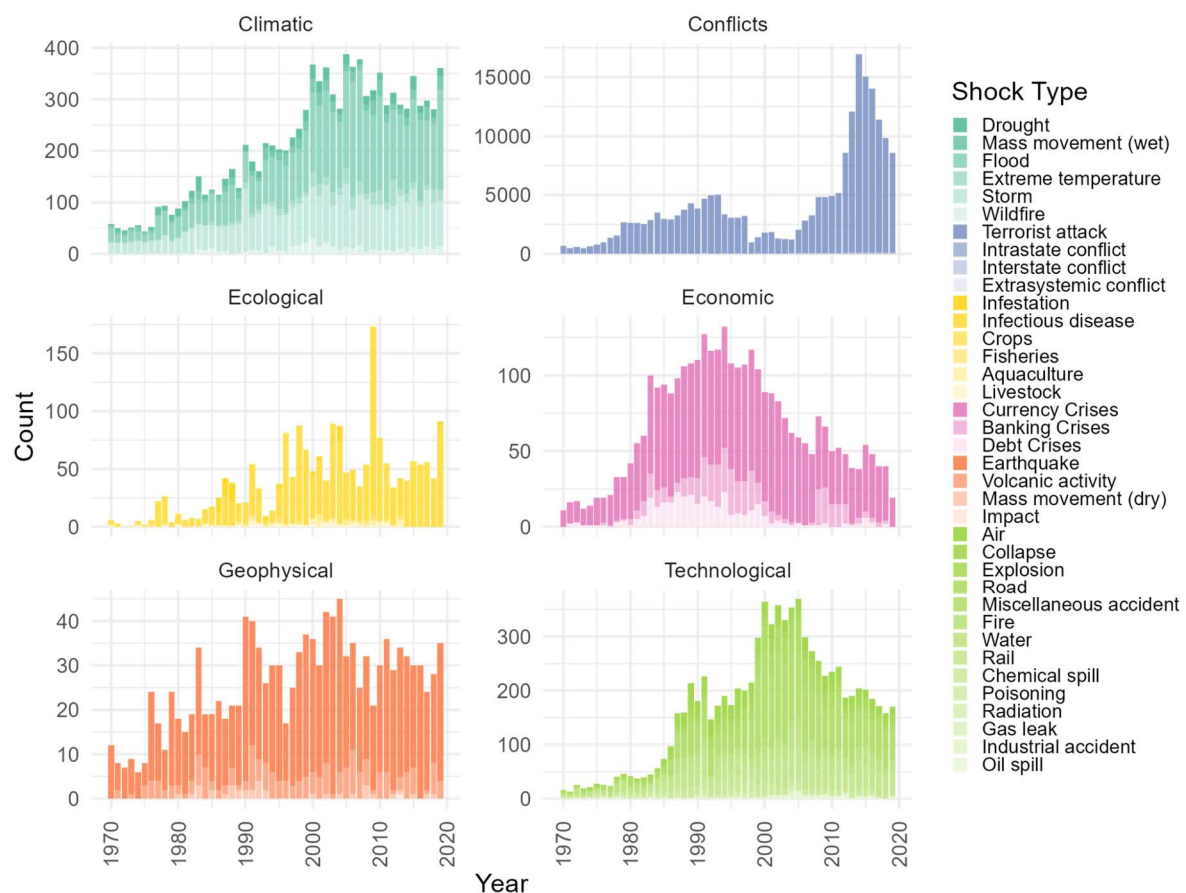 Climatic
Conflicts
400
300
200
100
0
15000
10000
5000
0
Ecological
Economic
150
100
50
0
100
50
0
Geophysical
Technological
40
30
20
10
0
300
200
100
0
1970
1980
1990
2000
2010
2020
1970
1980
1990
2000
2010
2020
Count
Year
Shock Type
Drought
Mass movement (wet)
Flood
Extreme temperature
Storm
Wildfire
Terrorist attack
Intrastate conflict
Interstate conflict
Extrasystemic conflict
Infestation
Infectious disease
Crops
Fisheries
Aquaculture
Livestock
Currency Crises
Banking Crises
Debt Crises
Earthquake
Volcanic activity
Mass movement (dry)
Impact
Air
Collapse
Explosion
Road
Miscellaneous accident
Fire
Water
Rail
Chemical spill
Poisoning
Radiation
Gas leak
Industrial accident
Oil spill